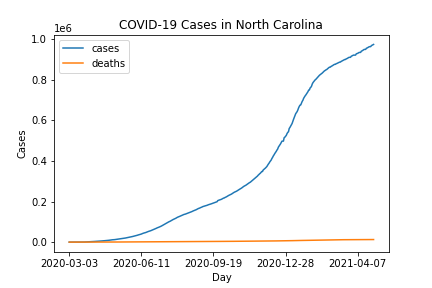 COVID-19 Cases in North Carolina
1e6
cases
deaths
1.0
0.8
0.6
0.4
0.2
0.0
Cases
2020-03-03 2020-06-11 2020-09-19 2020-12-28 2021-04-07
Day